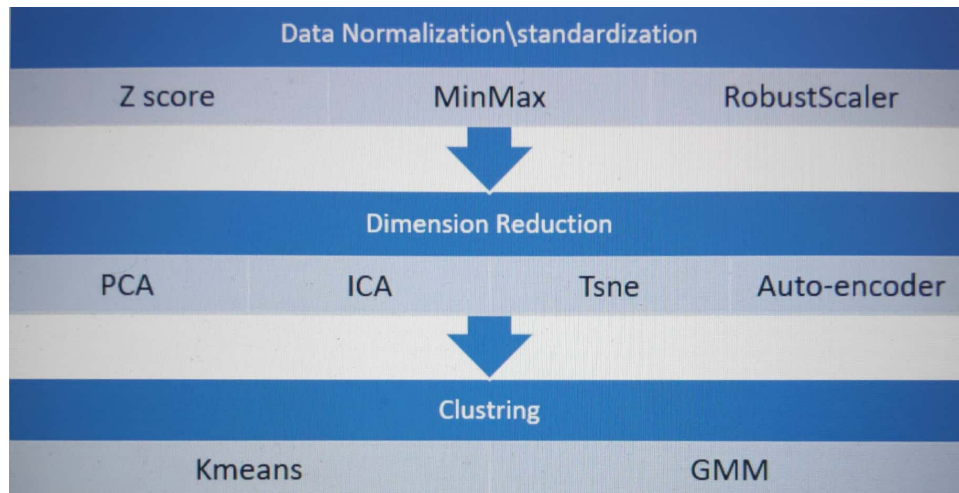 Data Normalization\standardization
Z score MinMax RobustScaler
Dimension Reduction
PCA ICA Tsne Auto-encoder
Clustring
Kmeans GMM